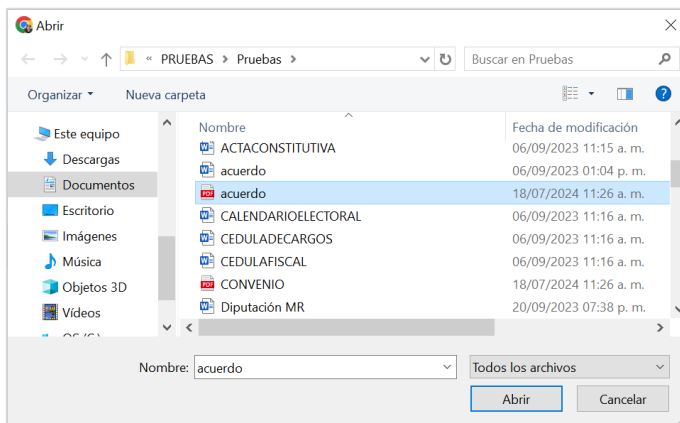 Abrir
« PRUEBAS > Pruebas >
Buscar en Pruebas
Organizar
Nueva carpeta
Este equipo
Descargas
Documentos
Escritorio
Imágenes
Música
Objetos 3D
Vídeos
Nombre Fecha de modificación
ACTACONSTITUTIVA 06/09/2023 11:15 a. m.
acuerdo 06/09/2023 01:04 p. m.
PDF acuerdo 18/07/2024 11:26 a. m.
CALENDARIOELECTORAL 06/09/2023 11:16 a. m.
CEDULADECARGOS 06/09/2023 11:16 a. m.
CEDULAFISCAL 06/09/2023 11:16 a. m.
PDF CONVENIO 18/07/2024 11:26 a. m.
Diputación MR 20/09/2023 07:38 p. m.
Nombre: acuerdo
Todos los archivos
Abrir
Cancelar